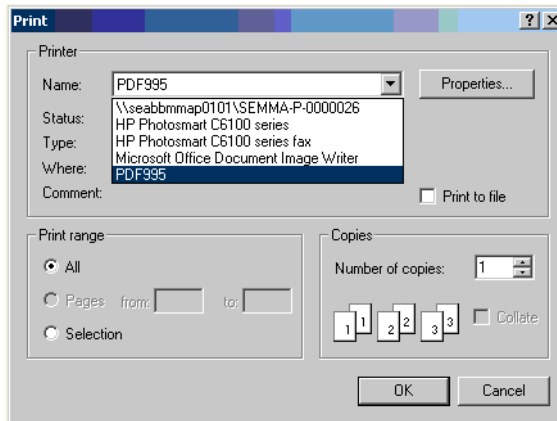 Print
Printer
Name: PDF995 Properties...
\\seabbmmap0101\SEMMA-P-0000026
Status: HP Photosmart C6100 series
Type: HP Photosmart C6100 series fax
Where: Microsoft Office Document Image Writer
PDF995
Comment: Print to file
Print range
All
Pages from: to:
Selection
Copies
Number of copies: 1
1 1 2 2 3 3 Collate
OK Cancel